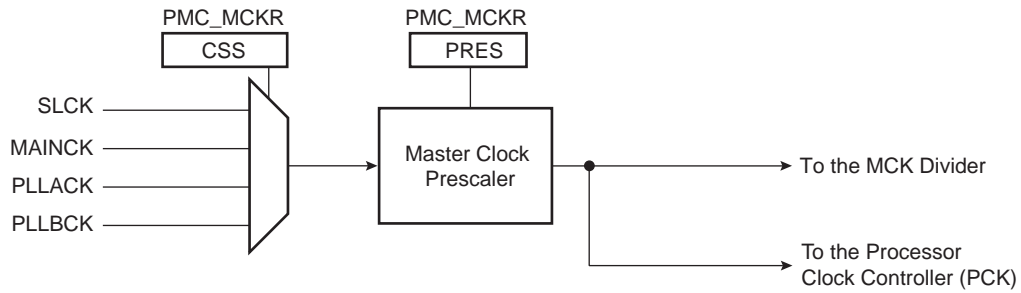 PMC_MCKR
PMC_MCKR
CSS
PRES
SLCK
MAINCK
PLLACK
PLLBCK
Master Clock
Prescaler
To the MCK Divider
To the Processor
Clock Controller (PCK)